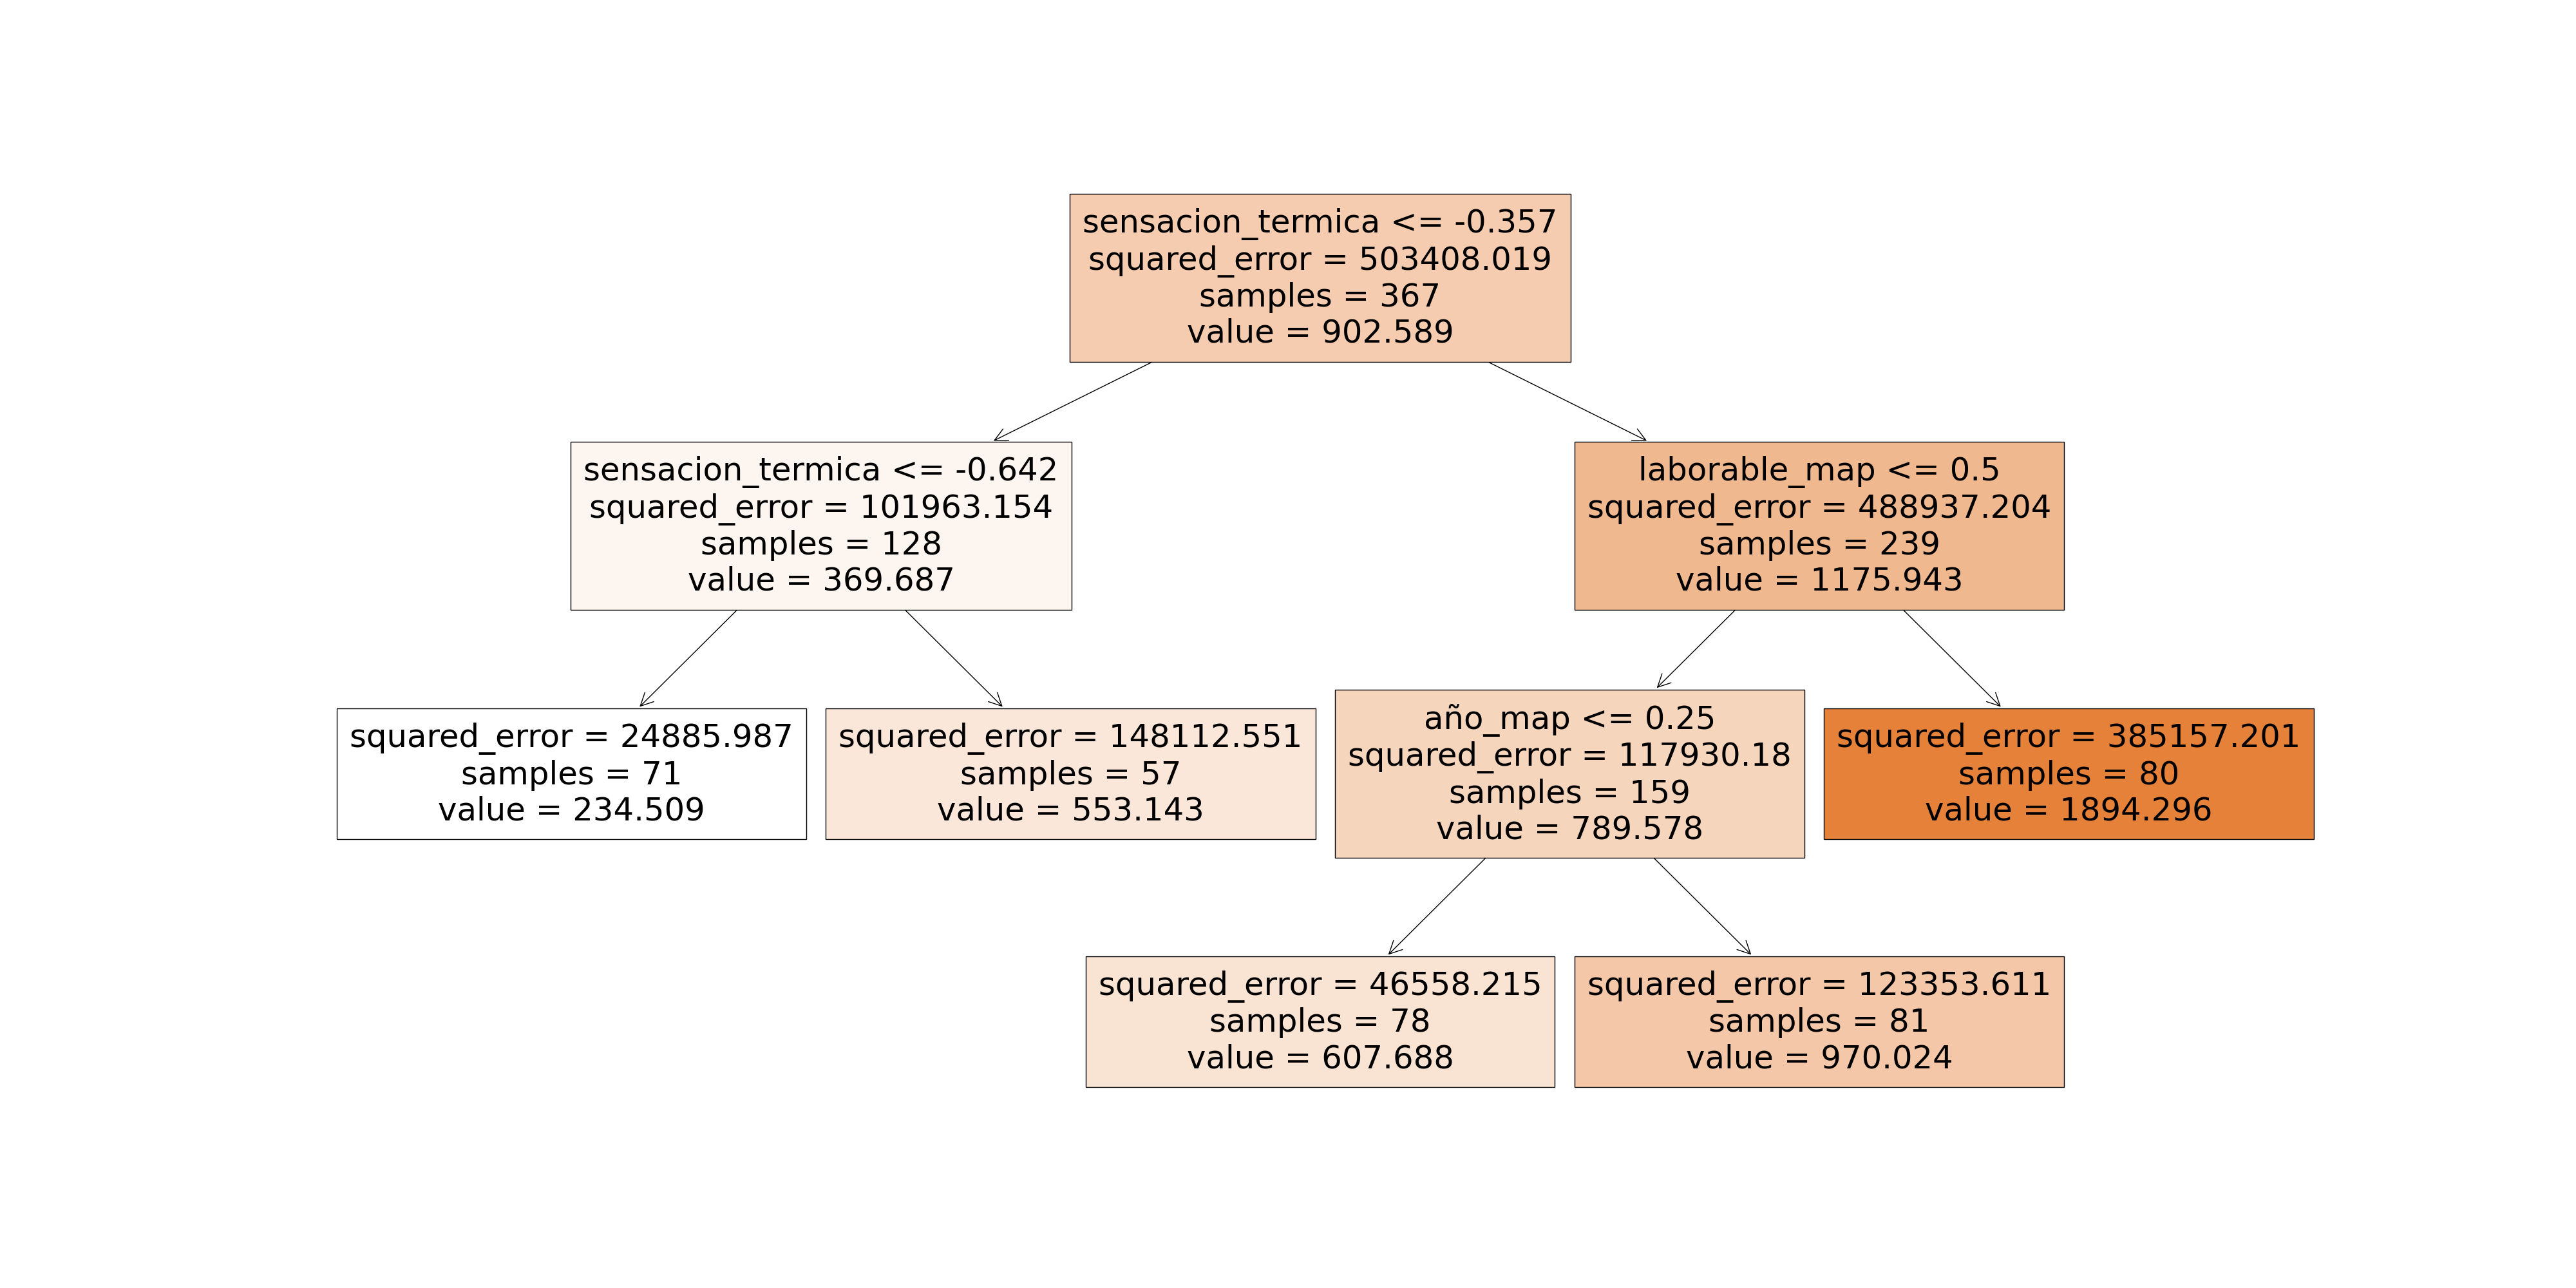 sensacion_termica <= -0.357
squared_error = 503408.019
samples = 367
value = 902.589
sensacion_termica <= -0.642
squared_error = 101963.154
samples = 128
value = 369.687
laborable_map <= 0.5
squared_error = 488937.204
samples = 239
value = 1175.943
squared_error = 24885.987
samples = 71
value = 234.509
squared_error = 148112.551
samples = 57
value = 553.143
año_map <= 0.25
squared_error = 117930.18
samples = 159
value = 789.578
squared_error = 385157.201
samples = 80
value = 1894.296
squared_error = 46558.215
samples = 78
value = 607.688
squared_error = 123353.611
samples = 81
value = 970.024